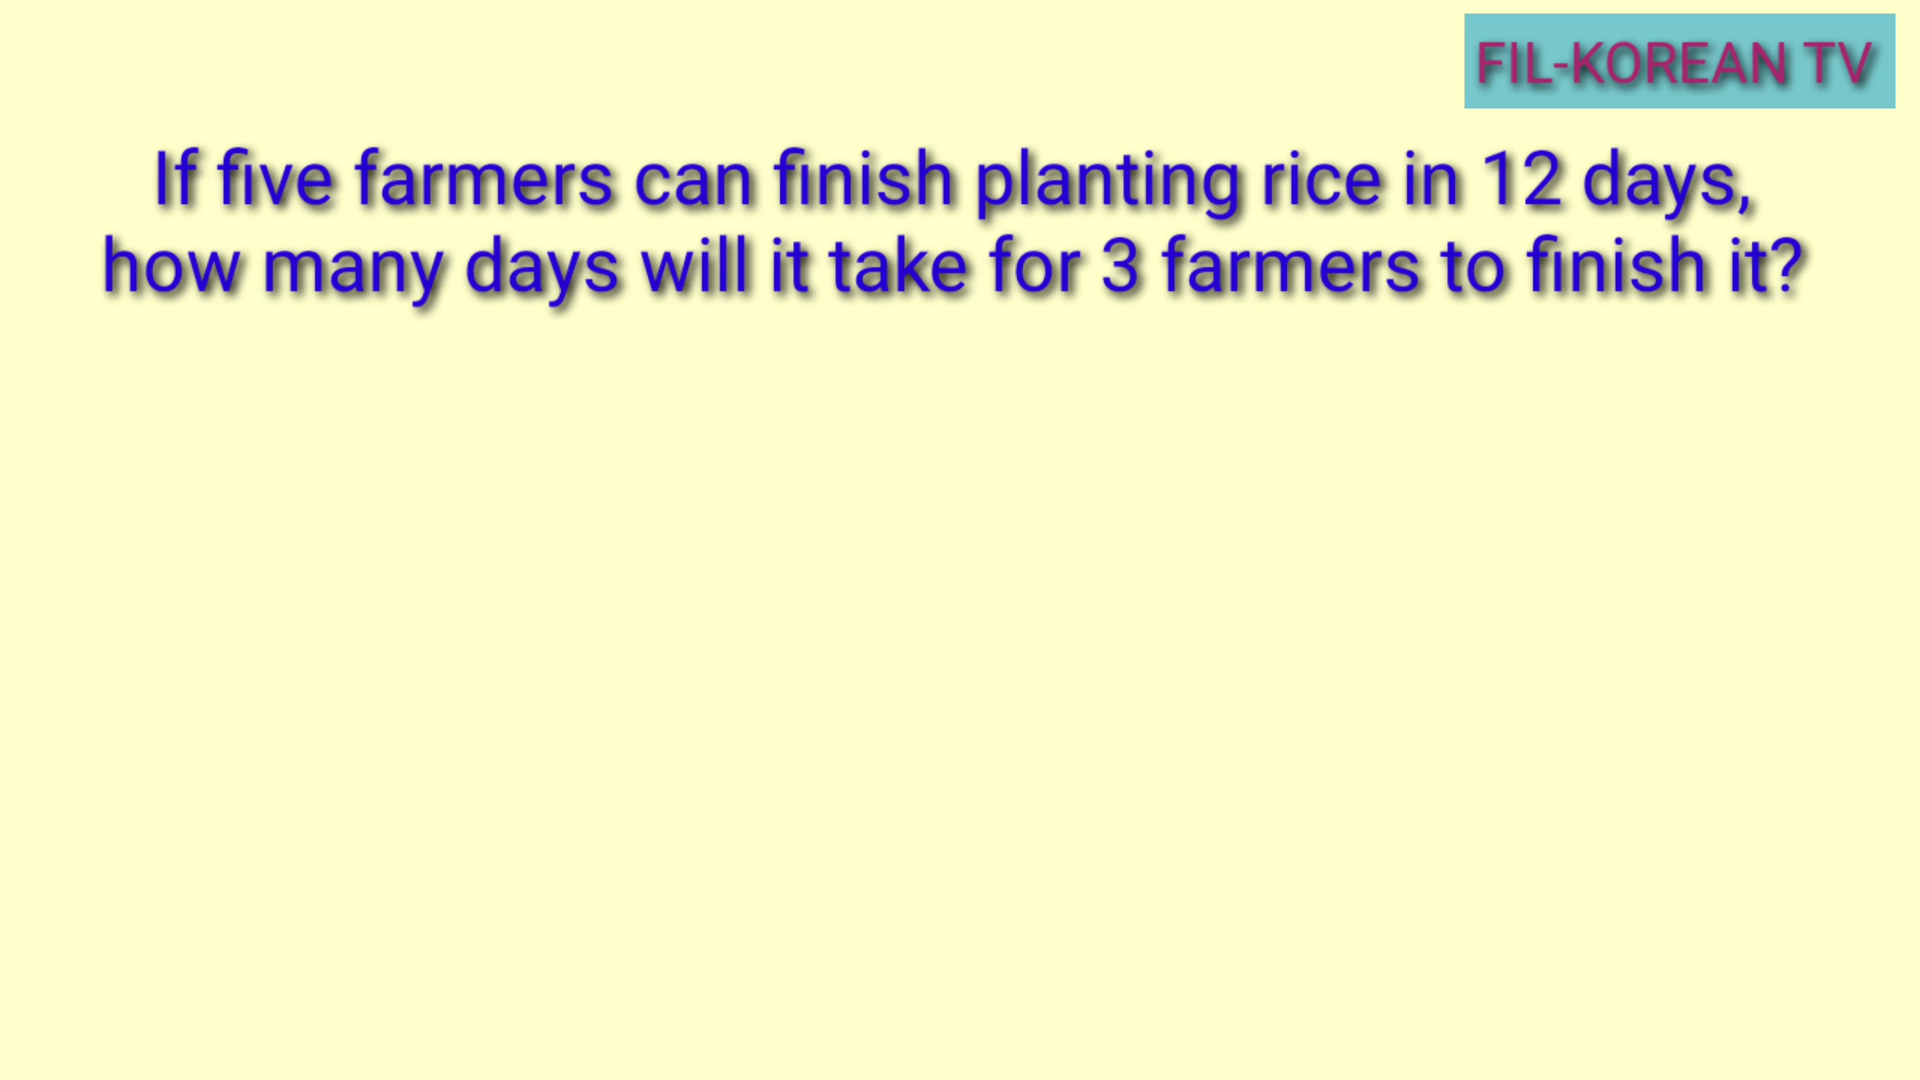 FIL-KOREAN TV
If five farmers can finish planting rice in 12 days,
how many days will it take for 3 farmers to finish it?